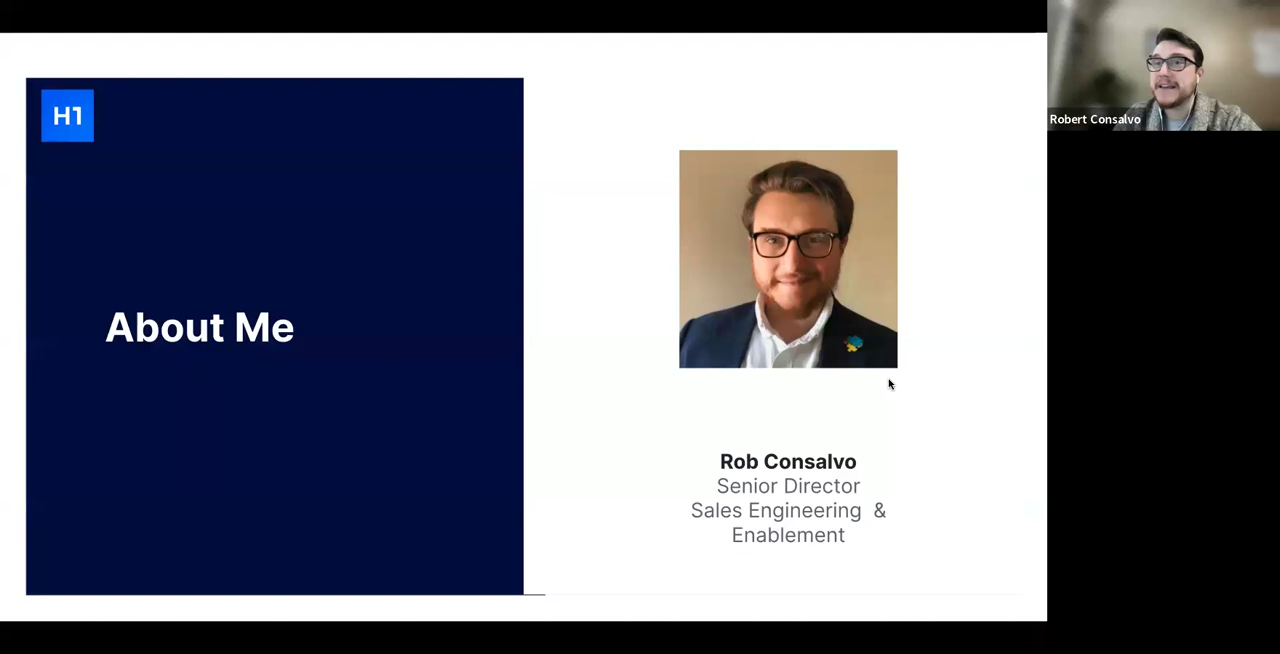 H1
About Me
Robert Consalvo
Rob Consalvo
Senior Director
Sales Engineering &
Enablement